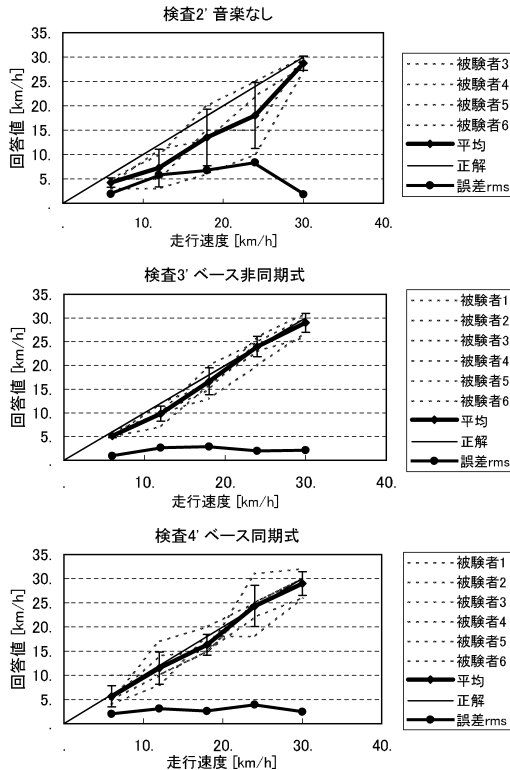 検査2' 音楽なし
35.
30.
25.
20.
15.
10.
5.
.
. 10. 20. 30. 40.
回答値 [km/h]
走行速度 [km/h]
被験者3
被験者4
被験者5
被験者6
平均
正解
誤差rms
検査3' ベース非同期式
35.
30.
25.
20.
15.
10.
5.
.
. 10. 20. 30. 40.
回答値 [km/h]
走行速度 [km/h]
被験者1
被験者2
被験者3
被験者4
被験者5
被験者6
平均
正解
誤差rms
検査4' ベース同期式
35.
30.
25.
20.
15.
10.
5.
.
. 10. 20. 30. 40.
回答値 [km/h]
走行速度 [km/h]
被験者1
被験者2
被験者3
被験者4
被験者5
被験者6
平均
正解
誤差rms